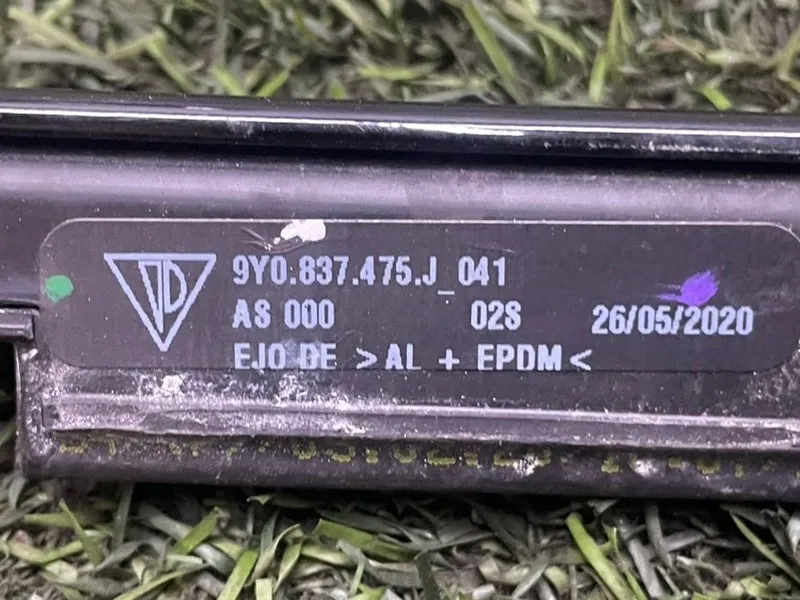 9Y0.837.475.J_041
AS 000 02S 26/05/2020
EJO DE >AL + EPDM<